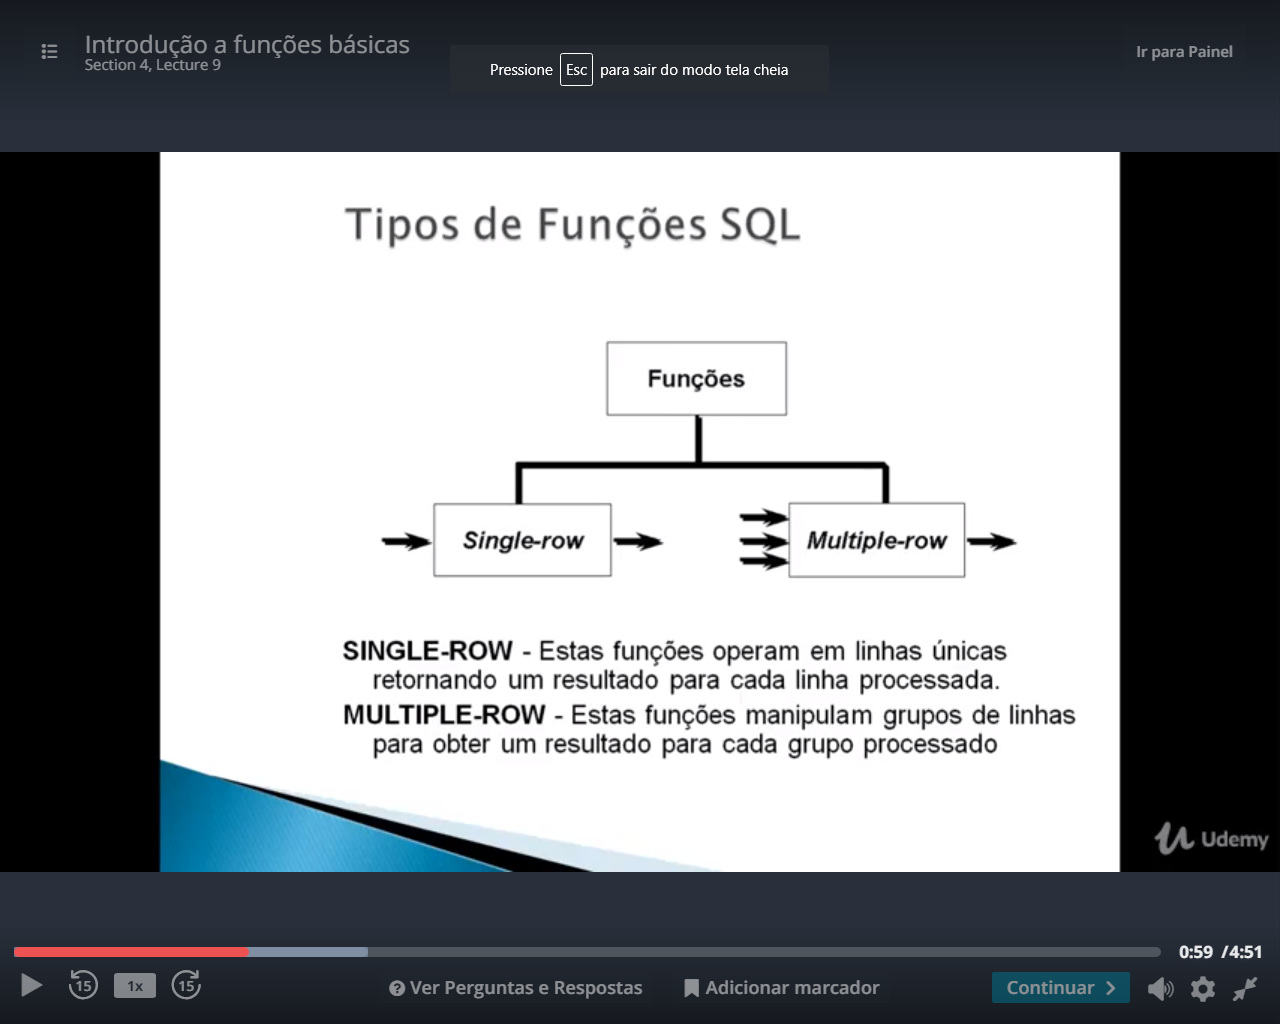 Introdução a funções básicas
Section 4, Lecture 9
Pressione Esc para sair do modo tela cheia
Ir para Painel
Tipos de Funções SQL
Funções
Single-row
Multiple-row
SINGLE-ROW - Estas funções operam em linhas únicas
retornando um resultado para cada linha processada.
MULTIPLE-ROW - Estas funções manipulam grupos de linhas
para obter um resultado para cada grupo processado
Udemy
0:59 /4:51
15
1x
15
Ver Perguntas e Respostas
Adicionar marcador
Continuar